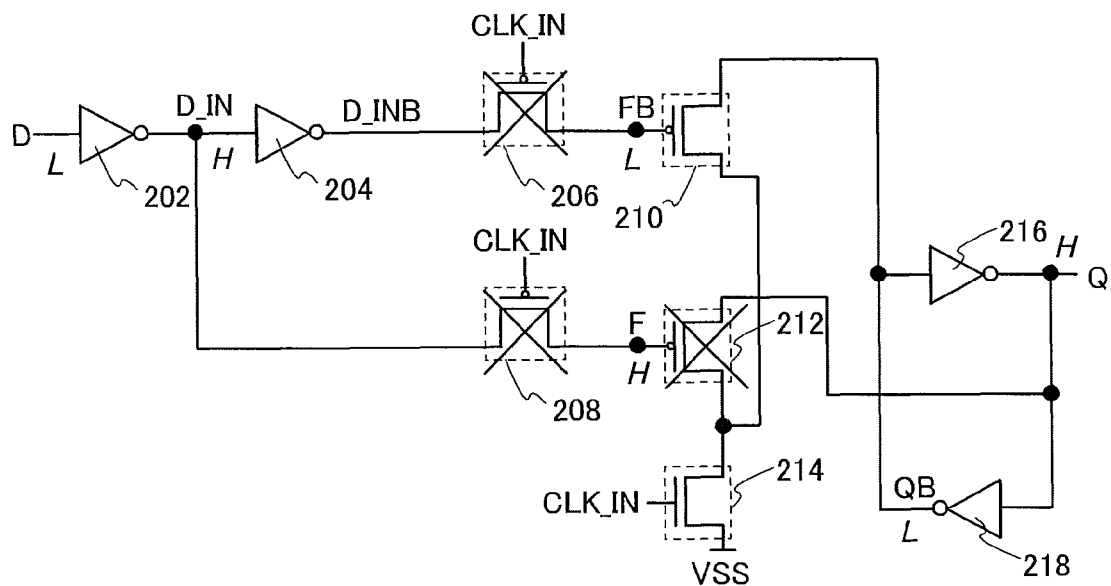 CLK_IN
D
L
202
D_IN
H
204
D_INB
206
FB
L
210
216
H
Q
CLK_IN
208
F
H
212
214
CLK_IN
VSS
QB
L
218